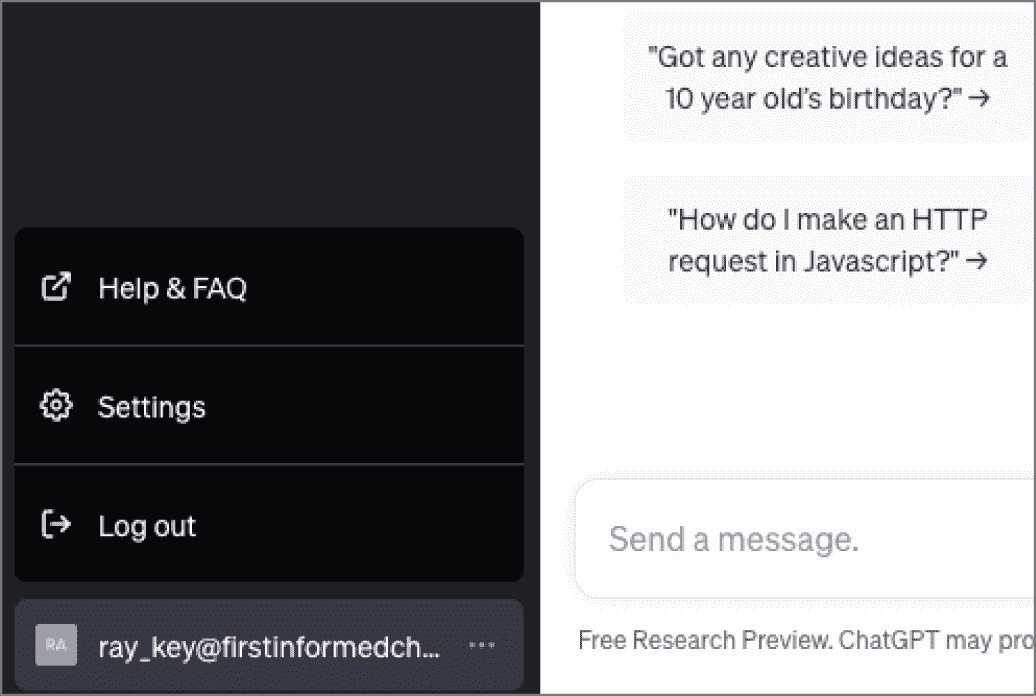 "Got any creative ideas for a
10 year old's birthday?" →
"How do I make an HTTP
request in Javascript?" →
Help & FAQ
Settings
Log out
Send a message.
RA ray_key@firstinformedch... ...
Free Research Preview. ChatGPT may pro